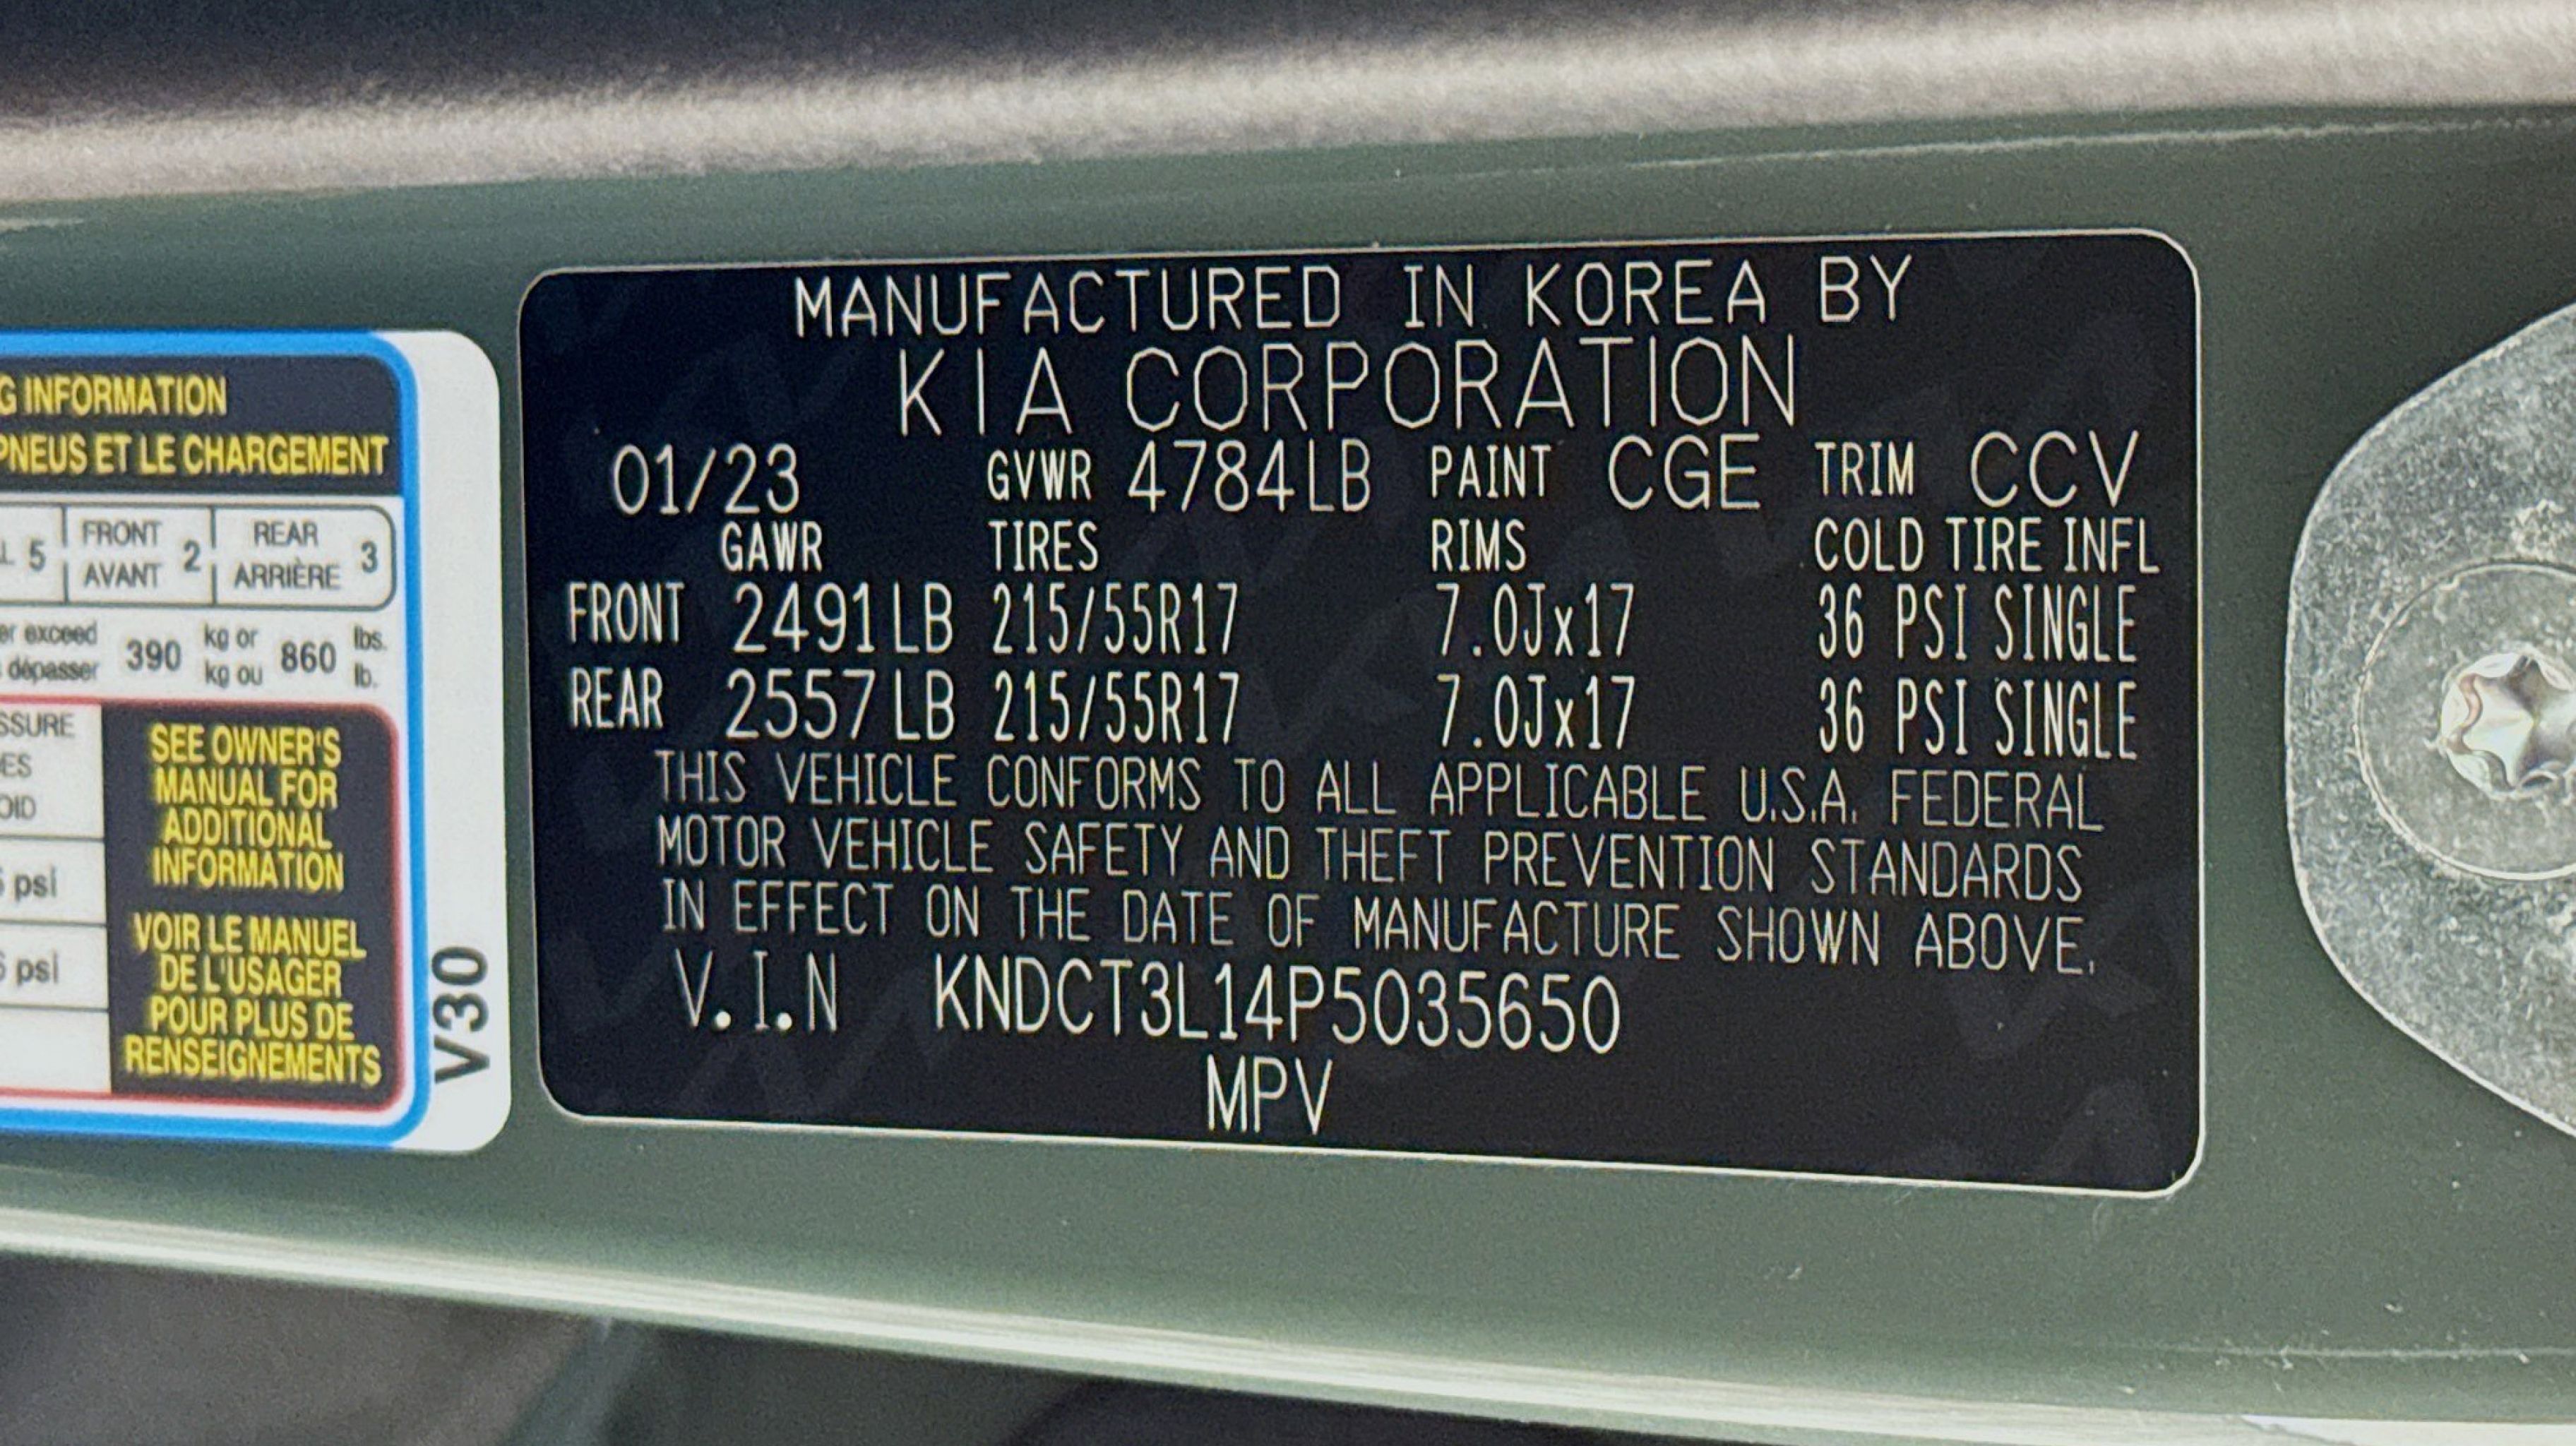 G INFORMATION
PNEUS ET LE CHARGEMENT
5 FRONT AVANT 2 REAR ARRIÈRE 3
exceed 390 kg or 860 lbs.
dépasser kg ou lb.
SEE OWNER'S
MANUAL FOR
ADDITIONAL
INFORMATION
VOIR LE MANUEL
DE L'USAGER
POUR PLUS DE
RENSEIGNEMENTS
psi
psi
V30
MANUFACTURED IN KOREA BY
KIA CORPORATION
01/23 GVWR 4784LB PAINT CGE TRIM CCV
GAWR TIRES RIMS COLD TIRE INFL
FRONT 2491LB 215/55R17 7.0Jx17 36 PSI SINGLE
REAR 2557LB 215/55R17 7.0Jx17 36 PSI SINGLE
THIS VEHICLE CONFORMS TO ALL APPLICABLE U.S.A. FEDERAL
MOTOR VEHICLE SAFETY AND THEFT PREVENTION STANDARDS
IN EFFECT ON THE DATE OF MANUFACTURE SHOWN ABOVE.
V.I.N KNDCT3L14P5035650
MPV